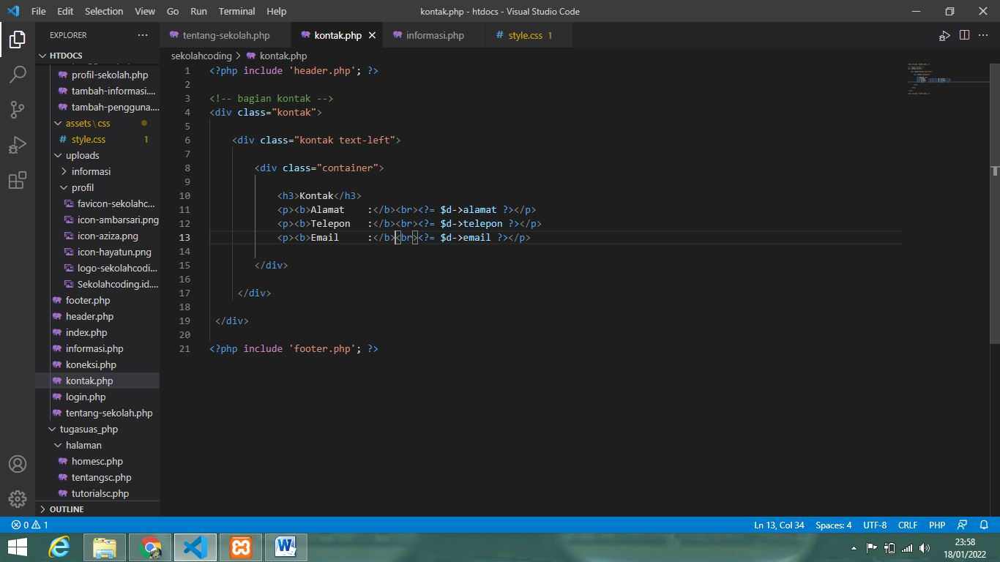 File Edit Selection View Go Run Terminal Help kontak.php - htdocs - Visual Studio Code
EXPLORER ···
tentang-sekolah.php kontak.php informasi.php # style.css 1
HTDOCS
sekolahcoding > kontak.php
profil-sekolah.php
tambah-informasi....
tambah-pengguna....
assets\css
# style.css 1
uploads
informasi
profil
favicon-sekolahc...
icon-ambarsari.png
icon-aziza.png
icon-hayatun.png
logo-sekolahcodi...
Sekolahcoding.id....
footer.php
header.php
index.php
informasi.php
koneksi.php
kontak.php
login.php
tentang-sekolah.php
tugasuas_php
halaman
homesc.php
tentangsc.php
tutorialsc.php
OUTLINE
1 <?php include 'header.php'; ?>
2
3 <!-- bagian kontak -->
4 <div class="kontak">
5
6 <div class="kontak text-left">
7
8 <div class="container">
9
10 <h3>Kontak</h3>
11 <p><b>Alamat    :</b><br><?= $d->alamat ?></p>
12 <p><b>Telepon   :</b><br><?= $d->telepon ?></p>
13 <p><b>Email     :</b><br><?= $d->email ?></p>
14
15 </div>
16
17 </div>
18
19 </div>
20
21 <?php include 'footer.php'; ?>
0 1 Ln 13, Col 34 Spaces: 4 UTF-8 CRLF PHP
23:58
18/01/2022